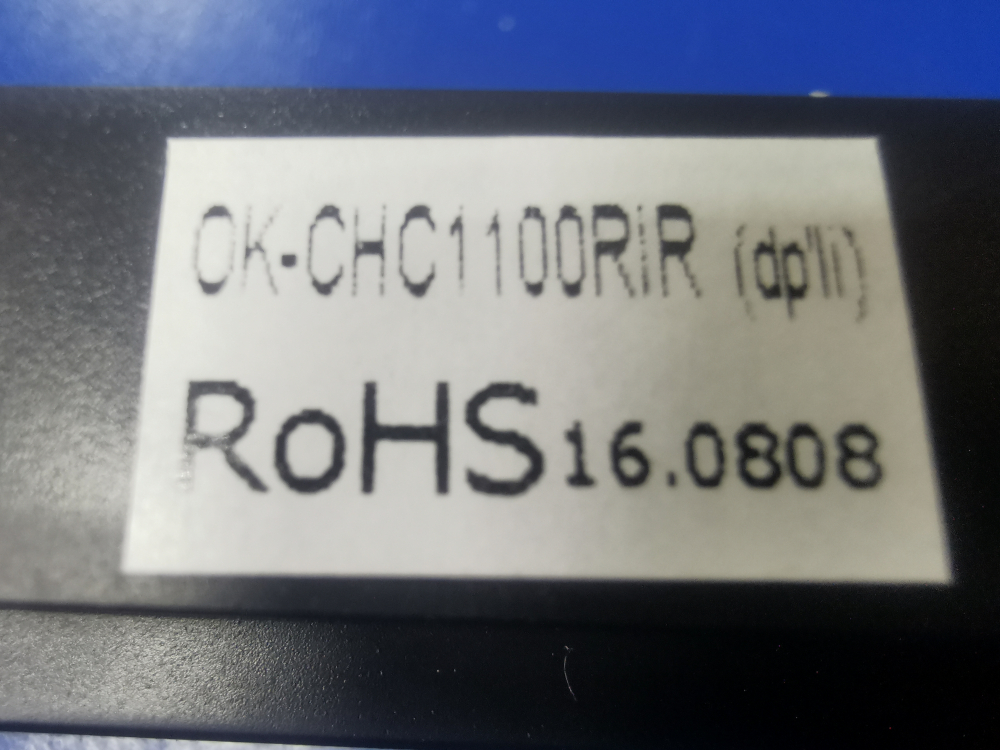 OK-CHC1100RiR (dp'li)
RoHS 16.0808